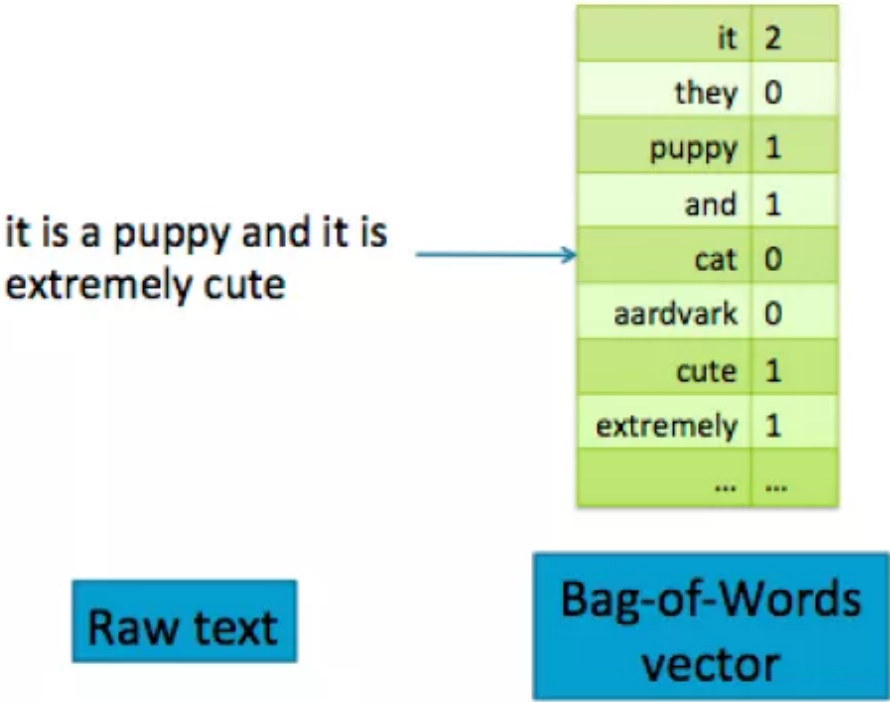 it 2
they 0
puppy 1
and 1
it is a puppy and it is
extremely cute
cat 0
aardvark 0
cute 1
extremely 1
... ...
Raw text
Bag-of-Words
vector